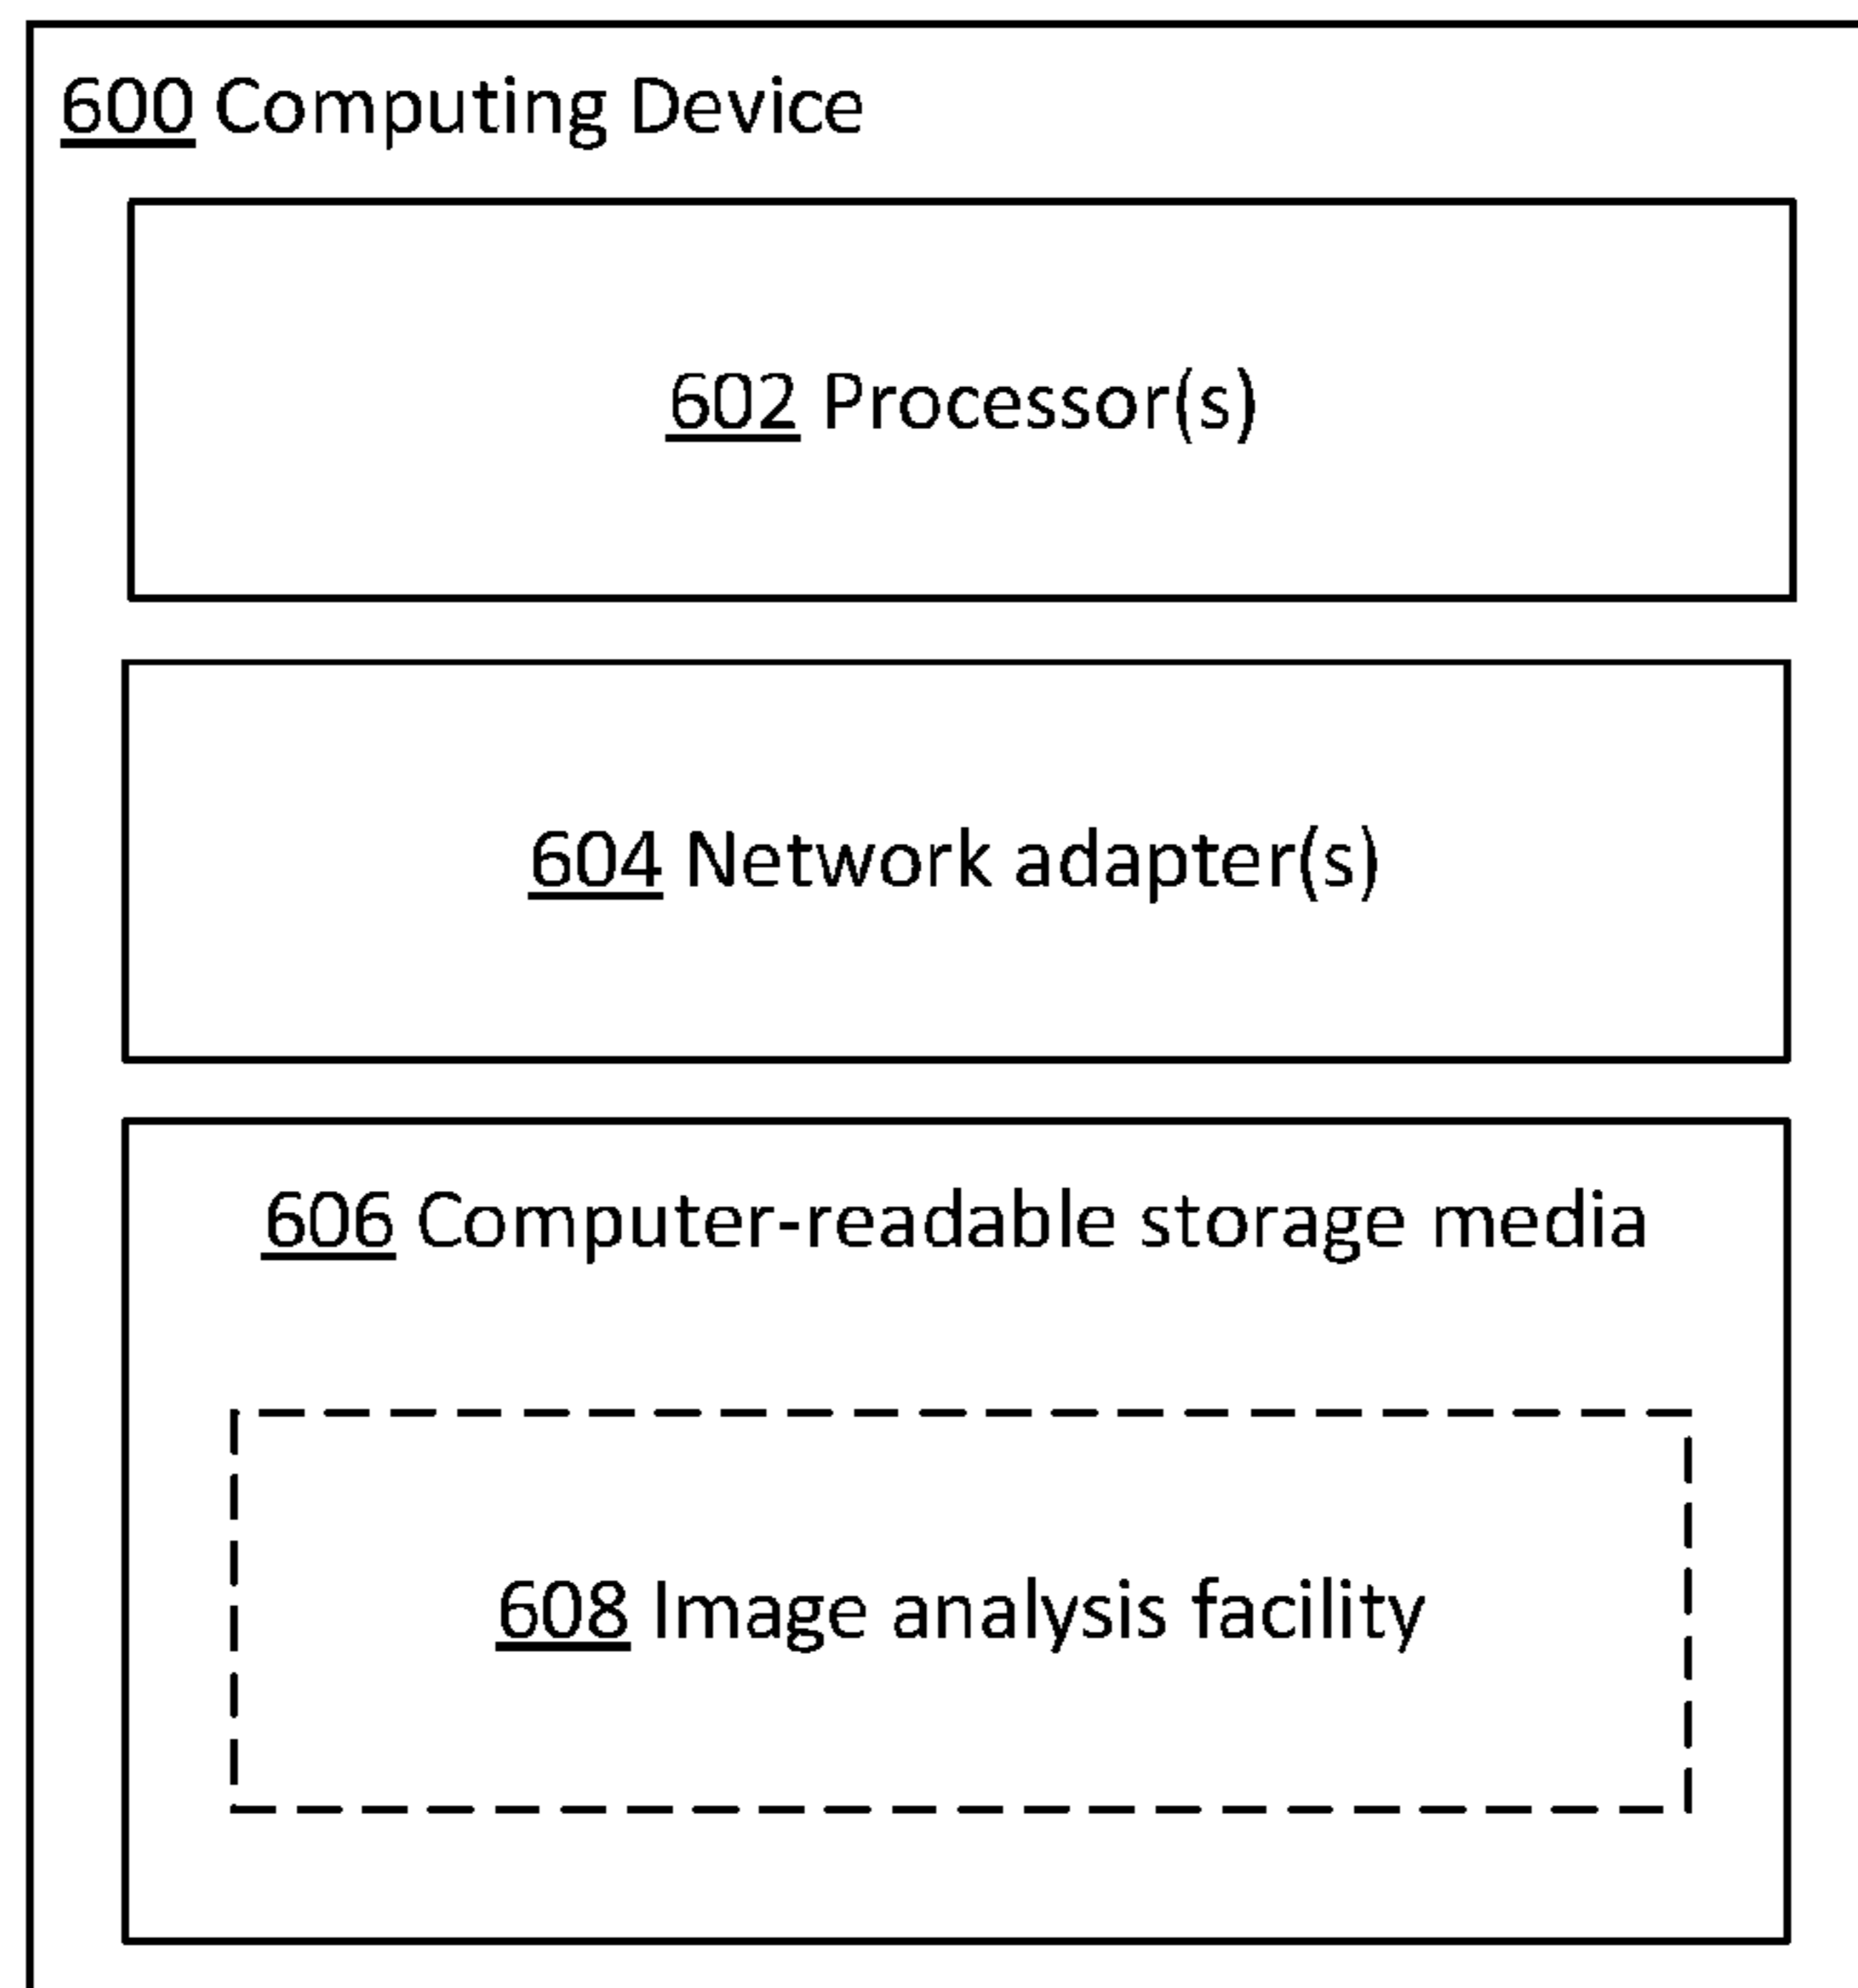 600 Computing Device
602 Processor(s)
604 Network adapter(s)
606 Computer-readable storage media
608 Image analysis facility